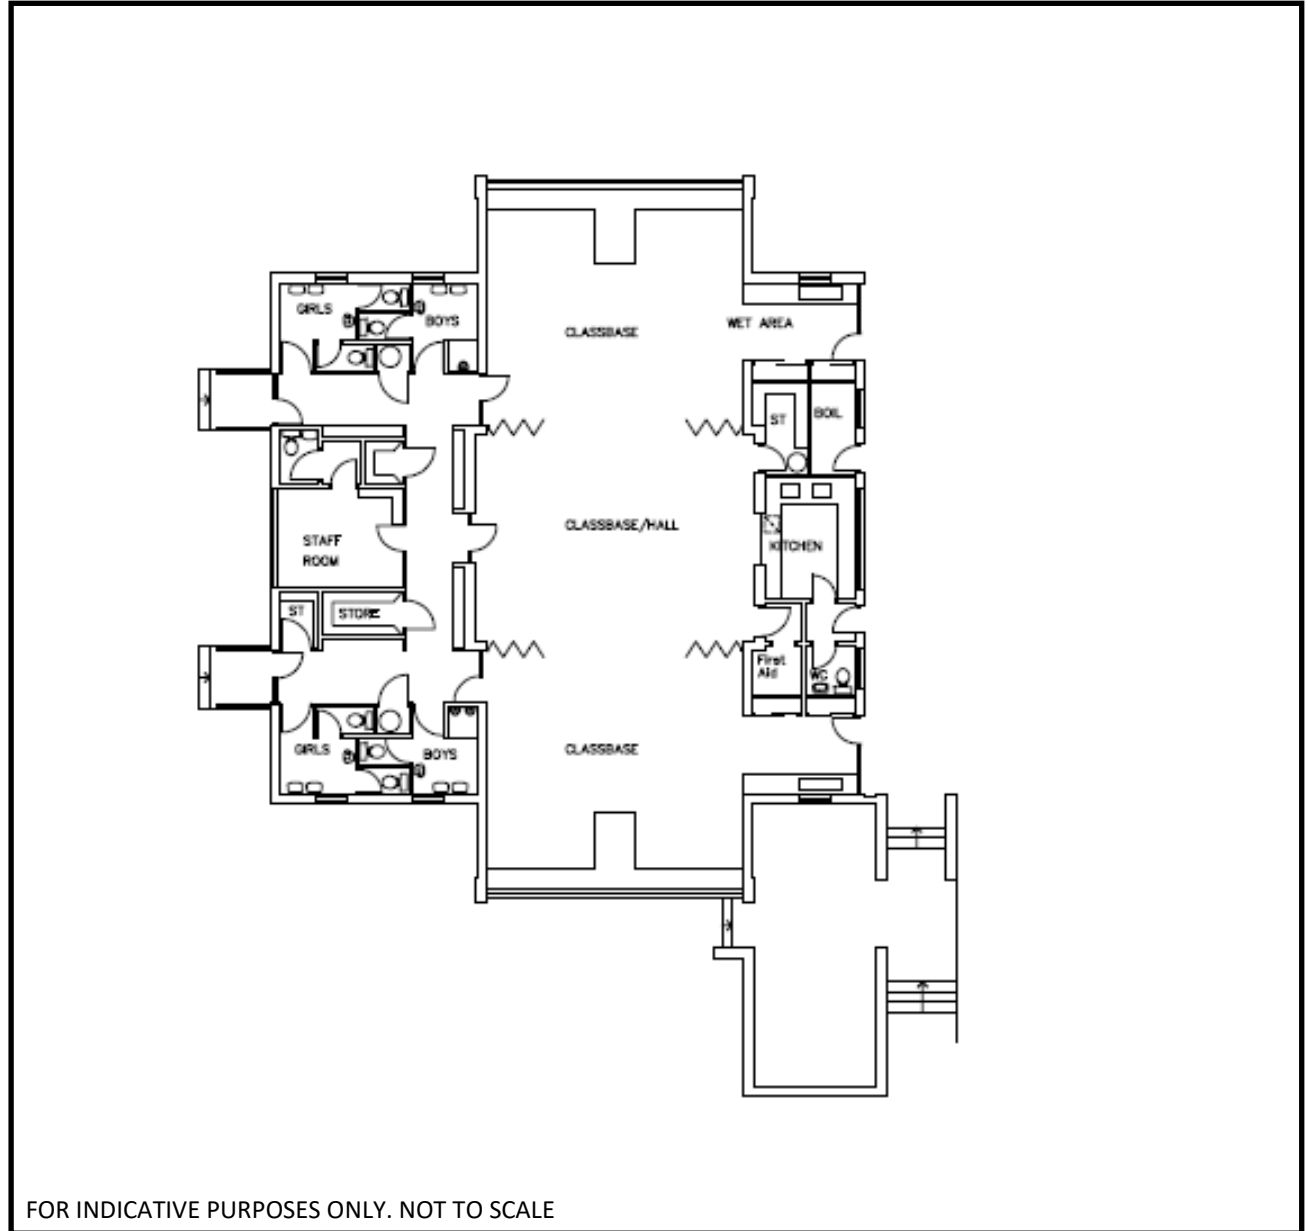 GIRLS
BOYS
CLASSBASE
WET AREA
ST
BOIL
CLASSBASE/HALL
STAFF
ROOM
KITCHEN
ST
STORE
First
Aid
WC
GIRLS
BOYS
CLASSBASE
FOR INDICATIVE PURPOSES ONLY. NOT TO SCALE